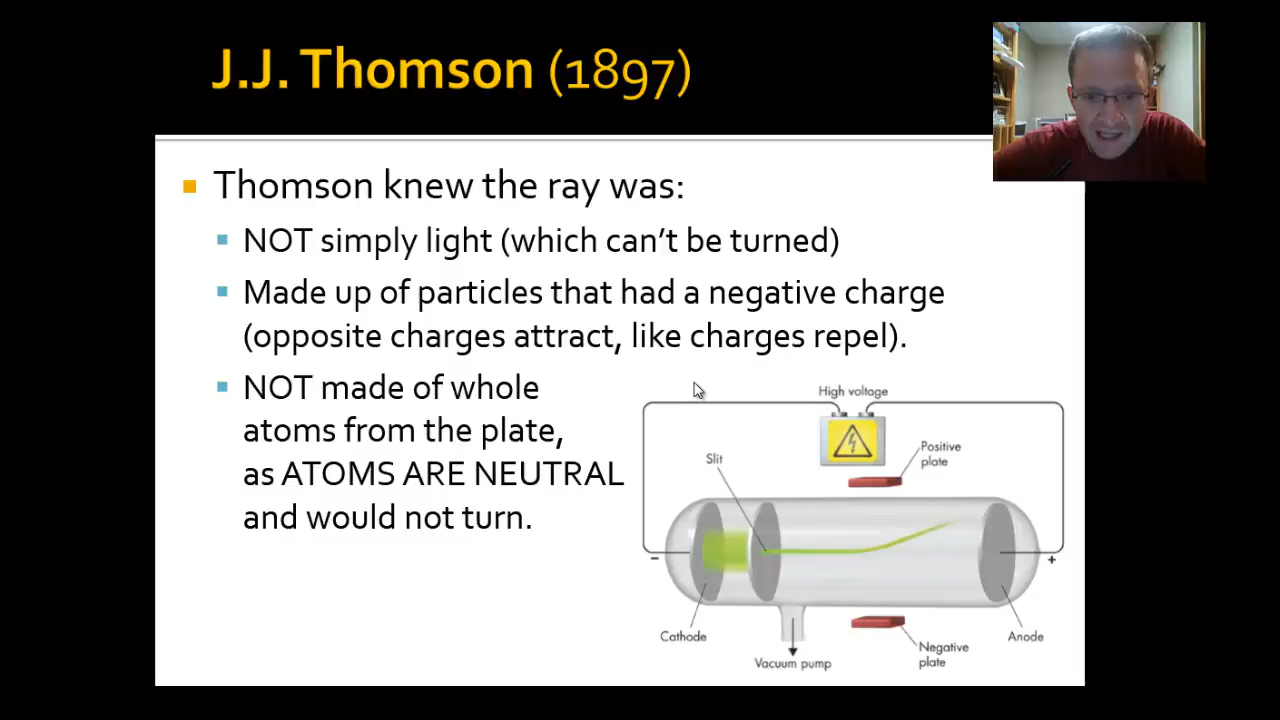 J.J. Thomson (1897)
Thomson knew the ray was:
NOT simply light (which can’t be turned)
Made up of particles that had a negative charge
(opposite charges attract, like charges repel).
NOT made of whole
atoms from the plate,
as ATOMS ARE NEUTRAL
and would not turn.
High voltage
Positive
plate
Slit
−
+
Cathode
Anode
Negative
plate
Vacuum pump